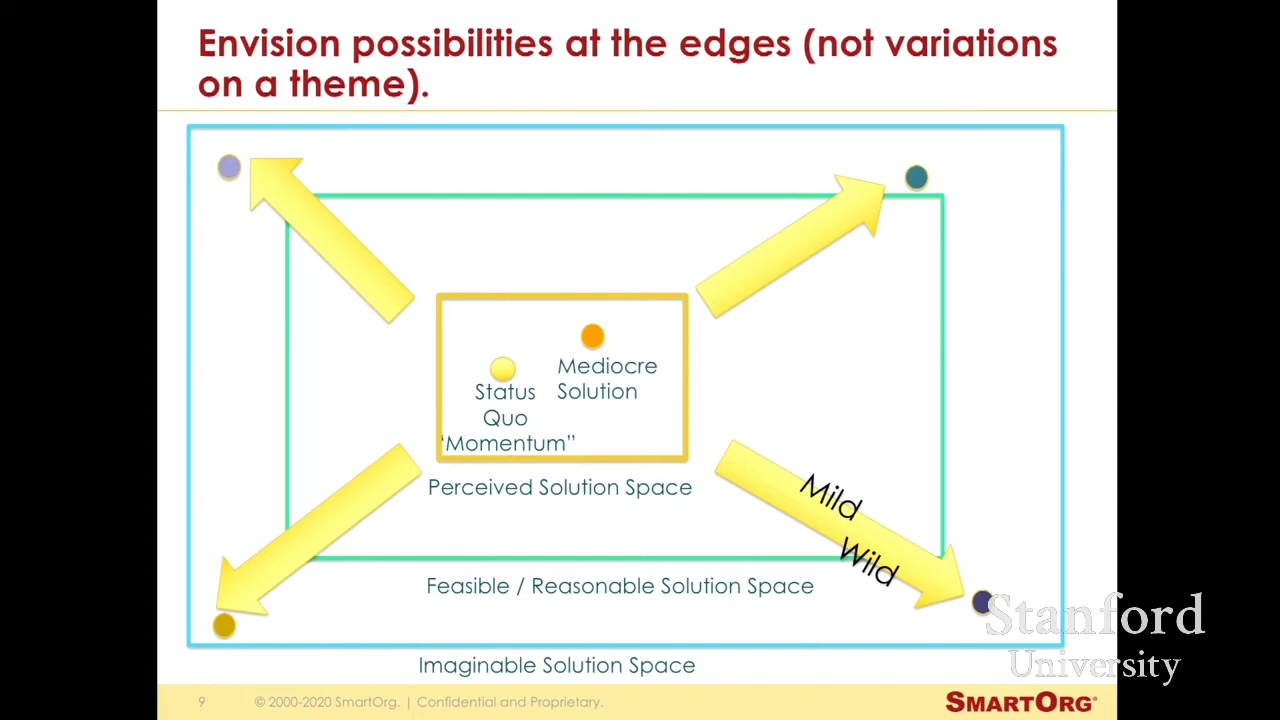 Envision possibilities at the edges (not variations
on a theme).
Mediocre
Solution
Status
Quo
“Momentum”
Perceived Solution Space
Mild
Wild
Feasible / Reasonable Solution Space
Imaginable Solution Space
Stanford
University
9
© 2000-2020 SmartOrg. | Confidential and Proprietary.
SMARTORG®